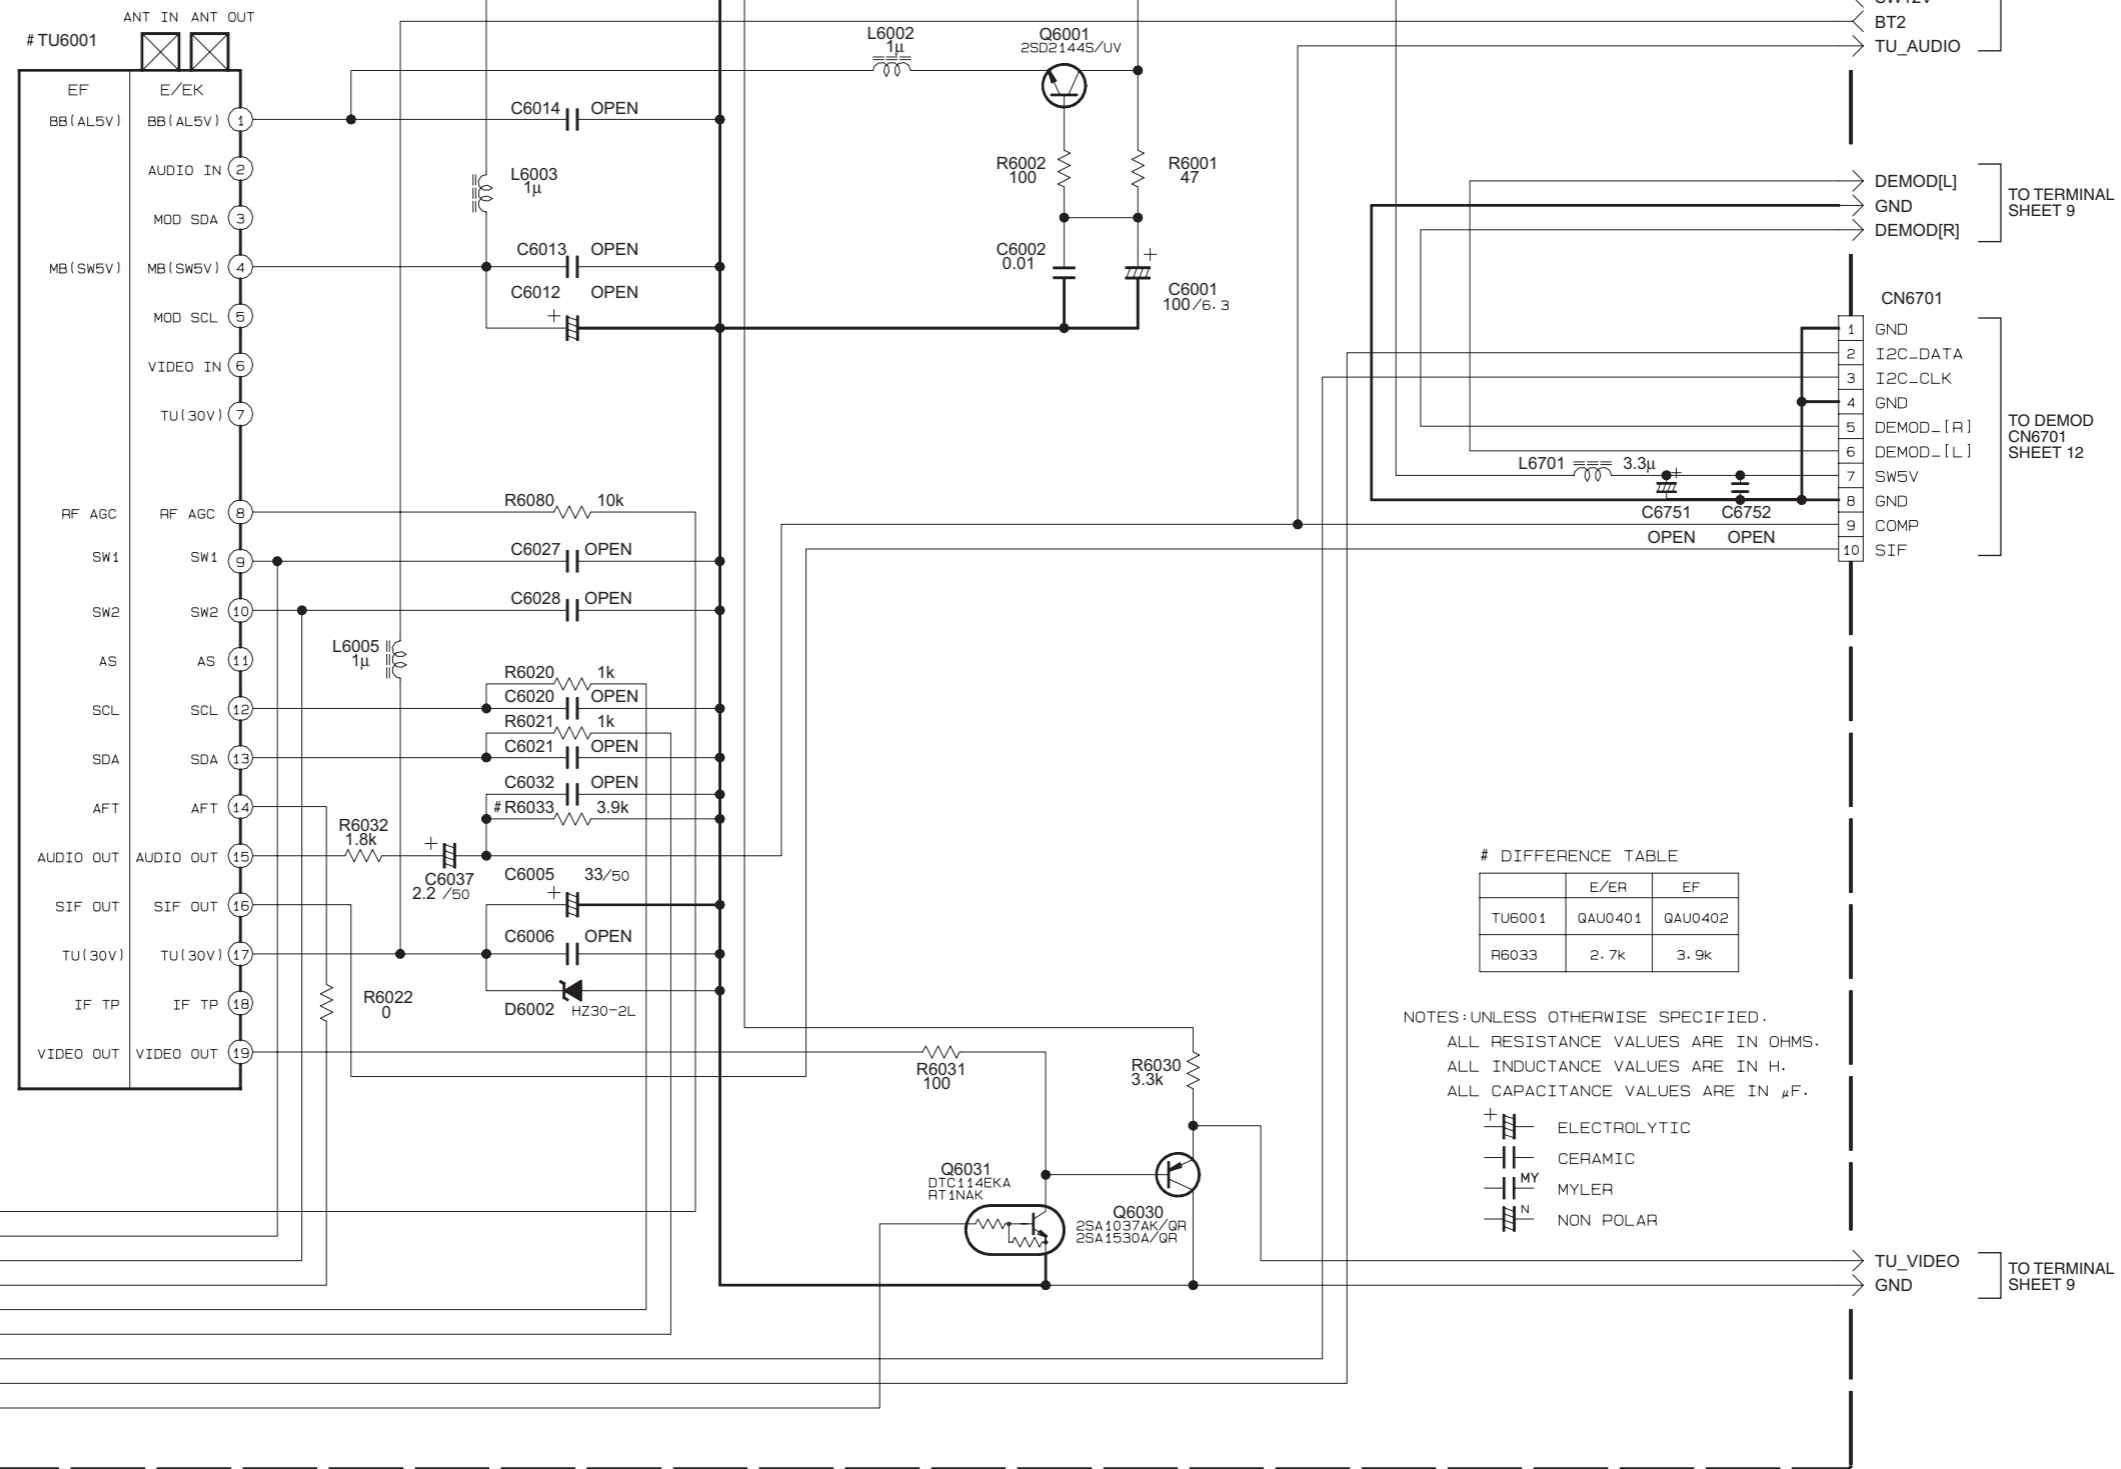 ANT IN ANT OUT
#TU6001
EF E/EK
BB(AL5V) BB(AL5V) 1
AUDIO IN 2
MOD SDA 3
MB(SW5V) MB(SW5V) 4
MOD SCL 5
VIDEO IN 6
TU(30V) 7
RF AGC RF AGC 8
SW1 SW1 9
SW2 SW2 10
AS AS 11
SCL SCL 12
SDA SDA 13
AFT AFT 14
AUDIO OUT AUDIO OUT 15
SIF OUT SIF OUT 16
TU(30V) TU(30V) 17
IF TP IF TP 18
VIDEO OUT VIDEO OUT 19
C6014 OPEN
L6003
1µ
C6013 OPEN
C6012 OPEN
+
R6080 10k
C6027 OPEN
C6028 OPEN
L6005
1µ
R6020 1k
C6020 OPEN
R6021 1k
C6021 OPEN
C6032 OPEN
#R6033 3.9k
R6032
1.8k
+
C6037
2.2 /50
C6005 33/50
+
C6006 OPEN
D6002 HZ30-2L
R6022
0
L6002
1µ
Q6001
2SD2144S/UV
R6002
100
R6001
47
C6002
0.01
+
C6001
100/6.3
R6031
100
R6030
3.3k
Q6031
DTC114EKA
RT1NAK
Q6030
2SA1037AK/QR
2SA1530A/QR
BT2
TU_AUDIO
DEMOD[L]
GND
DEMOD[R]
TO TERMINAL
SHEET 9
CN6701
1 GND
2 I2C_DATA
3 I2C_CLK
4 GND
5 DEMOD_[R]
6 DEMOD_[L]
7 SW5V
8 GND
9 COMP
10 SIF
TO DEMOD
CN6701
SHEET 12
L6701 3.3µ
+
C6751 C6752
OPEN OPEN
# DIFFERENCE TABLE
E/ER EF
TU6001 QAU0401 QAU0402
R6033 2.7k 3.9k
NOTES:UNLESS OTHERWISE SPECIFIED.
ALL RESISTANCE VALUES ARE IN OHMS.
ALL INDUCTANCE VALUES ARE IN H.
ALL CAPACITANCE VALUES ARE IN µF.
+ ELECTROLYTIC
CERAMIC
MY MYLER
N NON POLAR
TU_VIDEO
GND
TO TERMINAL
SHEET 9